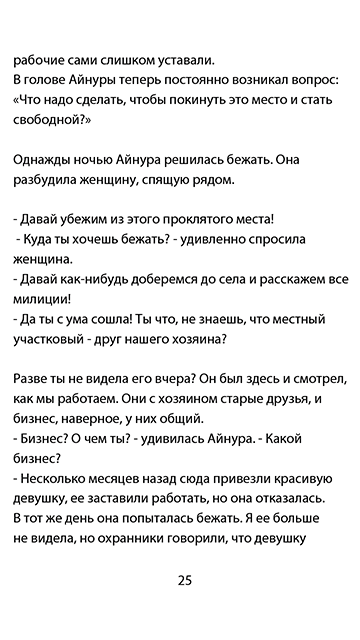 рабочие сами слишком уставали.
В голове Айнуры теперь постоянно возникал вопрос:
«Что надо сделать, чтобы покинуть это место и стать
свободной?»
Однажды ночью Айнура решилась бежать. Она
разбудила женщину, спящую рядом.
- Давай убежим из этого проклятого места!
- Куда ты хочешь бежать? - удивленно спросила
женщина.
- Давай как-нибудь доберемся до села и расскажем все
милиции!
- Да ты с ума сошла! Ты что, не знаешь, что местный
участковый - друг нашего хозяина?
Разве ты не видела его вчера? Он был здесь и смотрел,
как мы работаем. Они с хозяином старые друзья, и
бизнес, наверное, у них общий.
- Бизнес? О чем ты? - удивилась Айнура. - Какой
бизнес?
- Несколько месяцев назад сюда привезли красивую
девушку, ее заставили работать, но она отказалась.
В тот же день она попыталась бежать. Я ее больше
не видела, но охранники говорили, что девушку
25